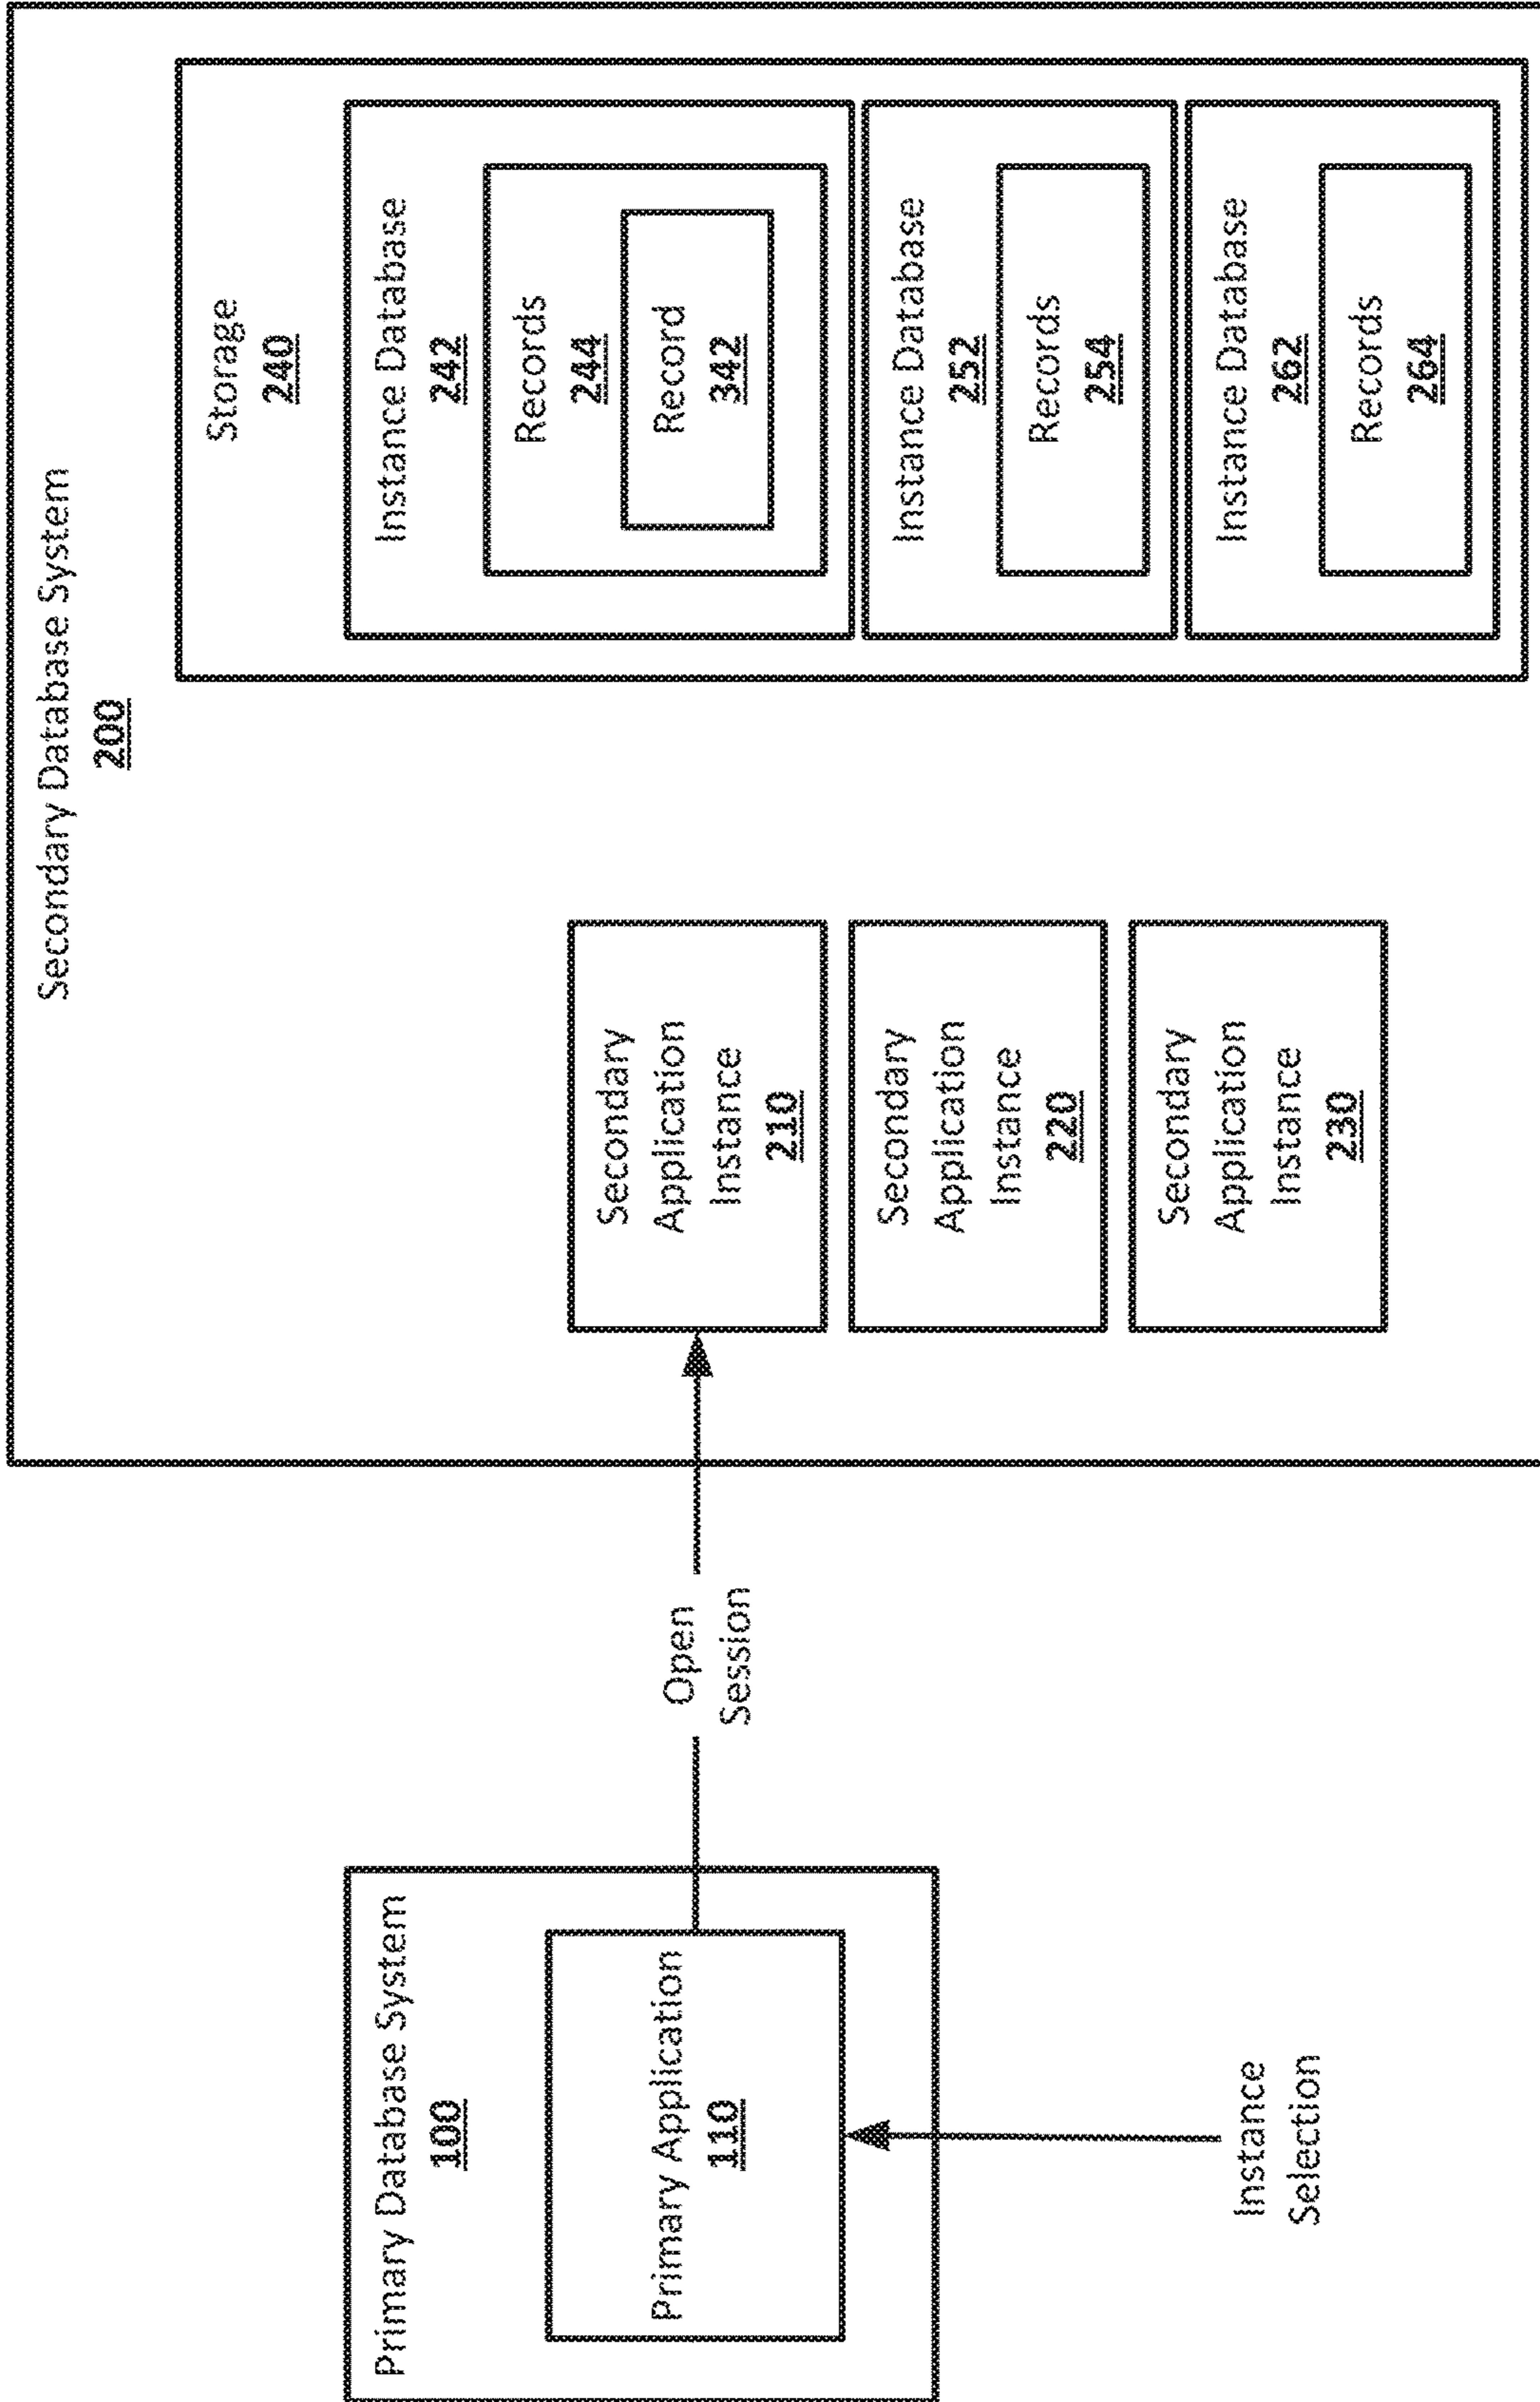 Primary Database System
100
Primary Application
110
Instance
Selection
Open
Session
Secondary Database System
200
Secondary
Application
Instance
210
Secondary
Application
Instance
220
Secondary
Application
Instance
230
Storage
240
Instance Database
242
Records
244
Record
342
Instance Database
252
Records
254
Instance Database
262
Records
264